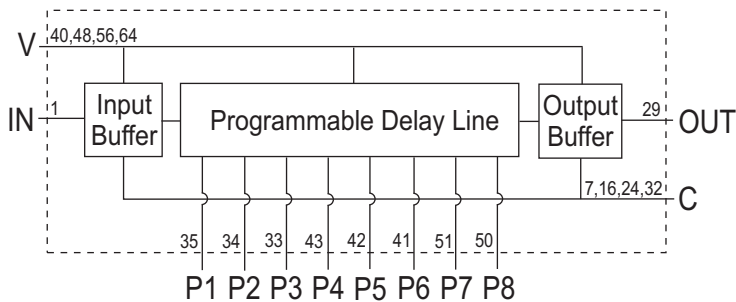 V 40,48,56,64
IN 1 Input Buffer Programmable Delay Line Output Buffer 29 OUT
7,16,24,32 C
35 34 33 43 42 41 51 50
P1 P2 P3 P4 P5 P6 P7 P8